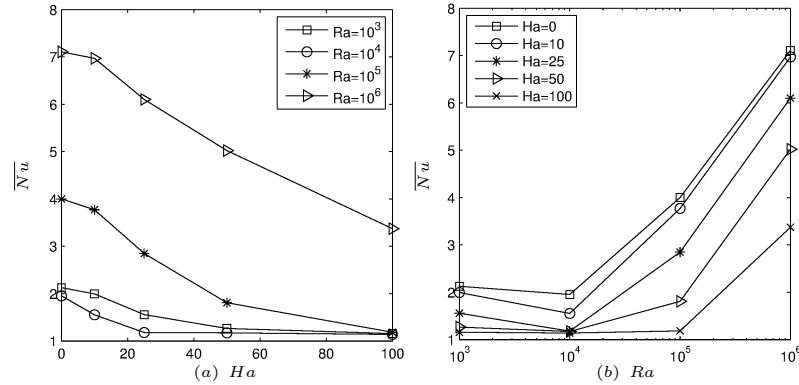 8
7
6
5
4
3
2
1
0 20 40 60 80 100
N̅u̅
Ra=10³
Ra=10⁴
Ra=10⁵
Ra=10⁶
(a) Ha
8
7
6
5
4
3
2
1
10³ 10⁴ 10⁵ 10⁶
N̅u̅
Ha=0
Ha=10
Ha=25
Ha=50
Ha=100
(b) Ra